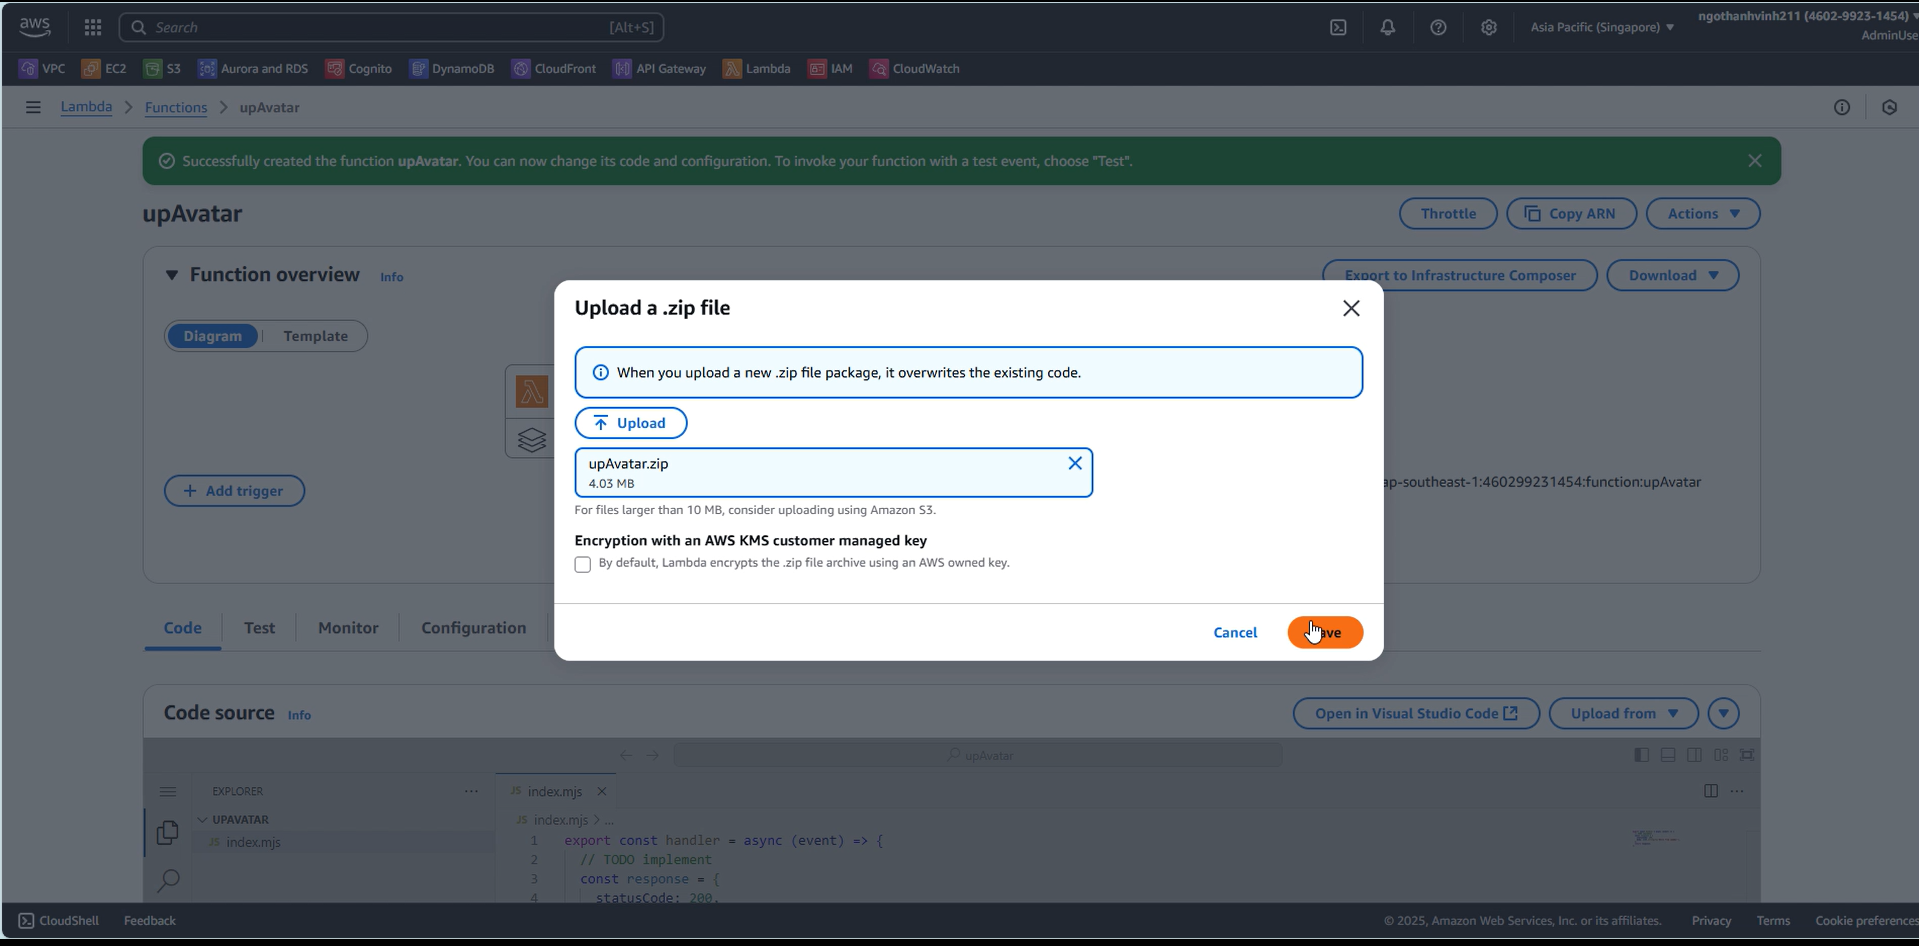 aws
Search [Alt+S]
Asia Pacific (Singapore)
ngothanhvinh211 (4602-9923-1454)
AdminUse
VPC EC2 S3 Aurora and RDS Cognito DynamoDB CloudFront API Gateway Lambda IAM CloudWatch
Lambda > Functions > upAvatar
Successfully created the function upAvatar. You can now change its code and configuration. To invoke your function with a test event, choose "Test".
upAvatar
Throttle Copy ARN Actions
Function overview Info
Export to Infrastructure Composer Download
Diagram Template
Add trigger
ap-southeast-1:460299231454:function:upAvatar
Upload a .zip file
When you upload a new .zip file package, it overwrites the existing code.
Upload
upAvatar.zip
4.03 MB
For files larger than 10 MB, consider uploading using Amazon S3.
Encryption with an AWS KMS customer managed key
By default, Lambda encrypts the .zip file archive using an AWS owned key.
Cancel
Code Test Monitor Configuration
Code source Info
Open in Visual Studio Code Upload from
upAvatar
EXPLORER ...
UPAVATAR
JS index.mjs
JS index.mjs
JS index.mjs > ...
1 export const handler = async (event) => {
2 // TODO implement
3 const response = {
4 statusCode: 200,
CloudShell Feedback
© 2025, Amazon Web Services, Inc. or its affiliates. Privacy Terms Cookie preferences